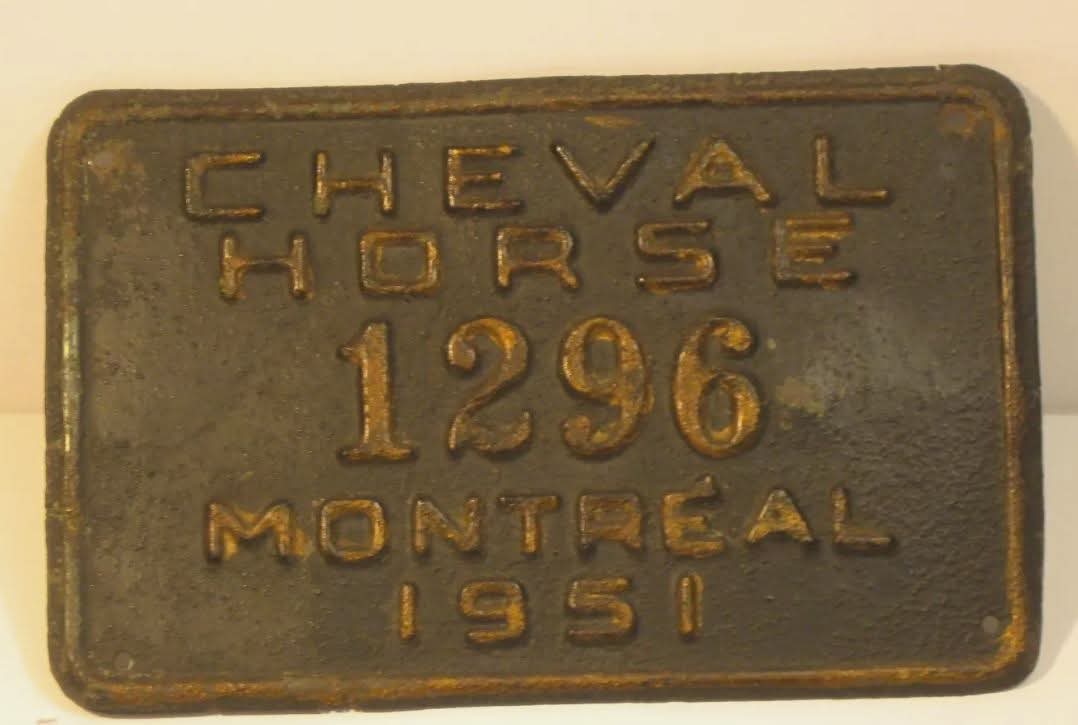 CHEVAL
HORSE
1296
MONTRÉAL
1951